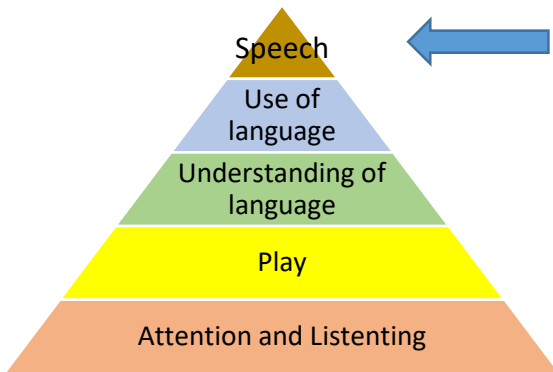 Speech
Use of
language
Understanding of
language
Play
Attention and Listenting